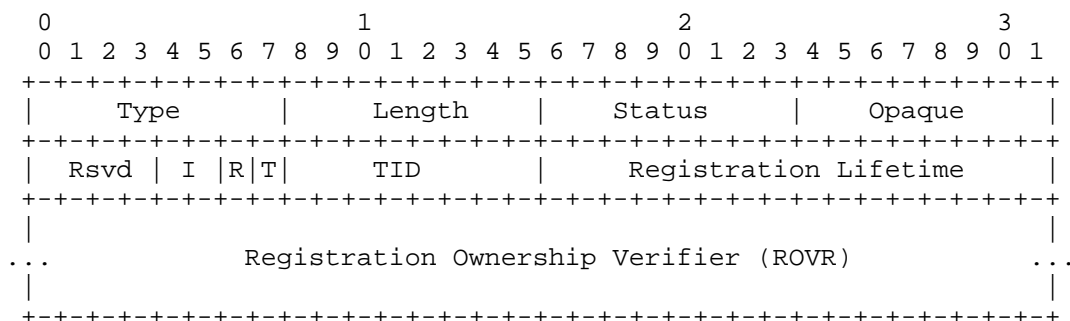 0                   1                   2                   3
 0 1 2 3 4 5 6 7 8 9 0 1 2 3 4 5 6 7 8 9 0 1 2 3 4 5 6 7 8 9 0 1
+-+-+-+-+-+-+-+-+-+-+-+-+-+-+-+-+-+-+-+-+-+-+-+-+-+-+-+-+-+-+-+-+
|     Type      |     Length    |    Status     |    Opaque     |
+-+-+-+-+-+-+-+-+-+-+-+-+-+-+-+-+-+-+-+-+-+-+-+-+-+-+-+-+-+-+-+-+
|  Rsvd | I |R|T|     TID       |     Registration Lifetime     |
+-+-+-+-+-+-+-+-+-+-+-+-+-+-+-+-+-+-+-+-+-+-+-+-+-+-+-+-+-+-+-+-+
|                                                               |
...             Registration Ownership Verifier (ROVR)           ...
|                                                               |
+-+-+-+-+-+-+-+-+-+-+-+-+-+-+-+-+-+-+-+-+-+-+-+-+-+-+-+-+-+-+-+-+